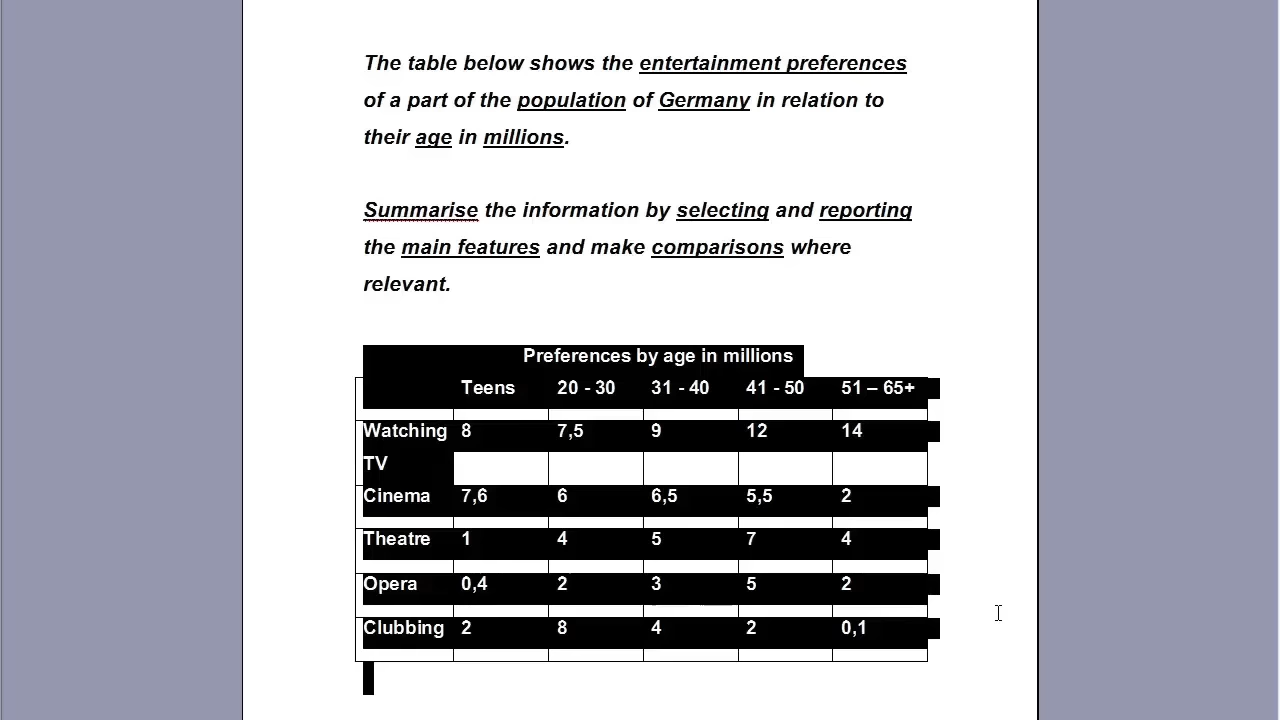 The table below shows the entertainment preferences
of a part of the population of Germany in relation to
their age in millions.
Summarise the information by selecting and reporting
the main features and make comparisons where
relevant.
Preferences by age in millions
Teens 20 - 30 31 - 40 41 - 50 51 – 65+
Watching 8 7,5 9 12 14
TV
Cinema 7,6 6 6,5 5,5 2
Theatre 1 4 5 7 4
Opera 0,4 2 3 5 2
Clubbing 2 8 4 2 0,1